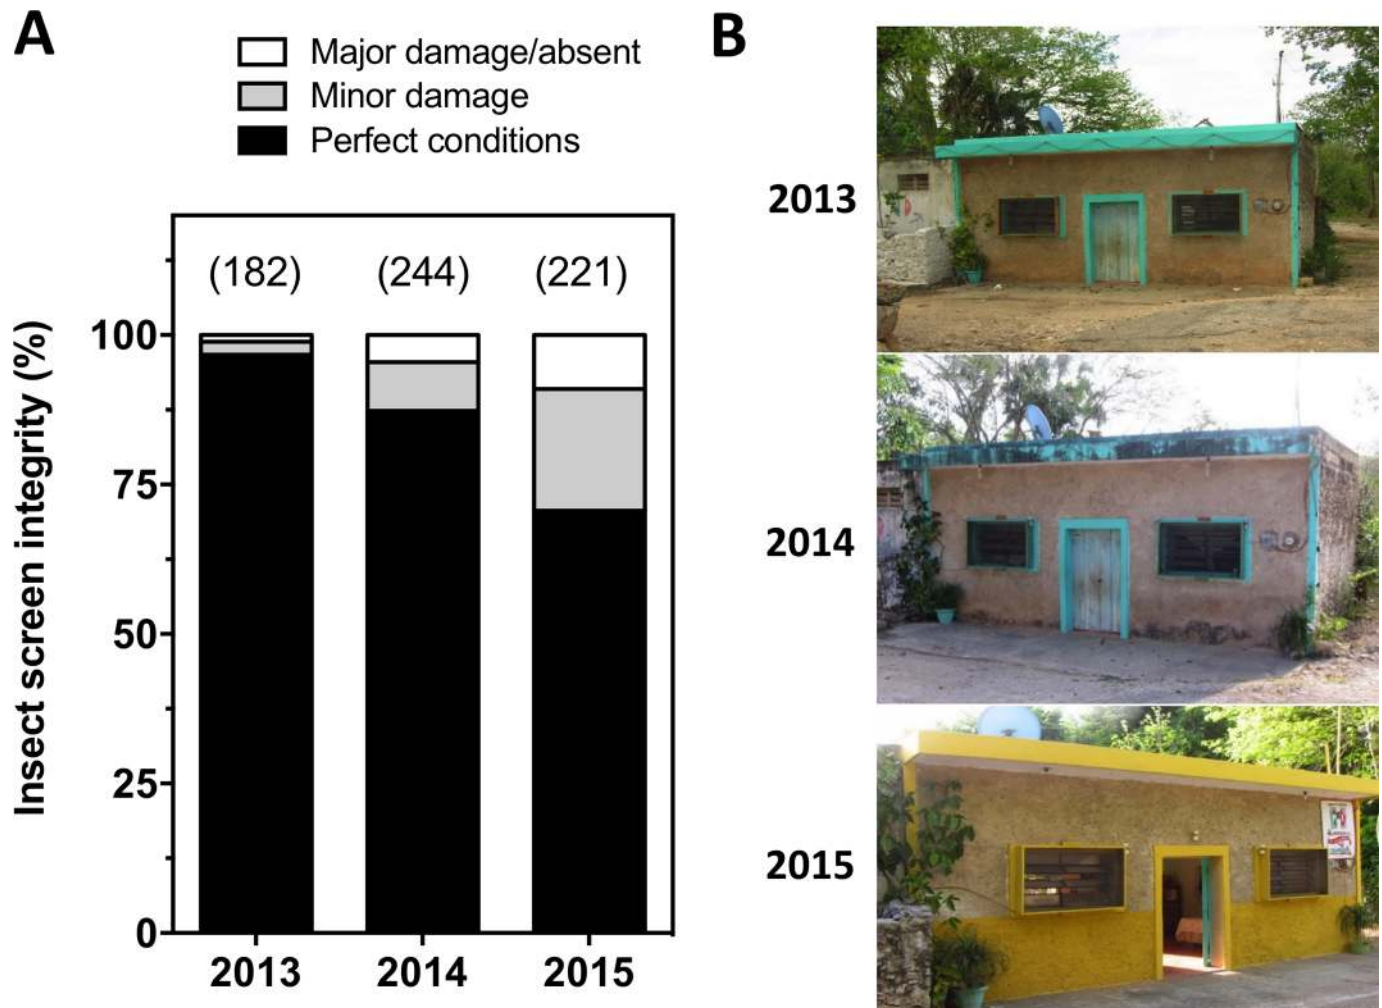 A
Major damage/absent
Minor damage
Perfect conditions
(182) (244) (221)
Insect screen integrity (%)
100
75
50
25
0
2013 2014 2015
B
2013
2014
2015